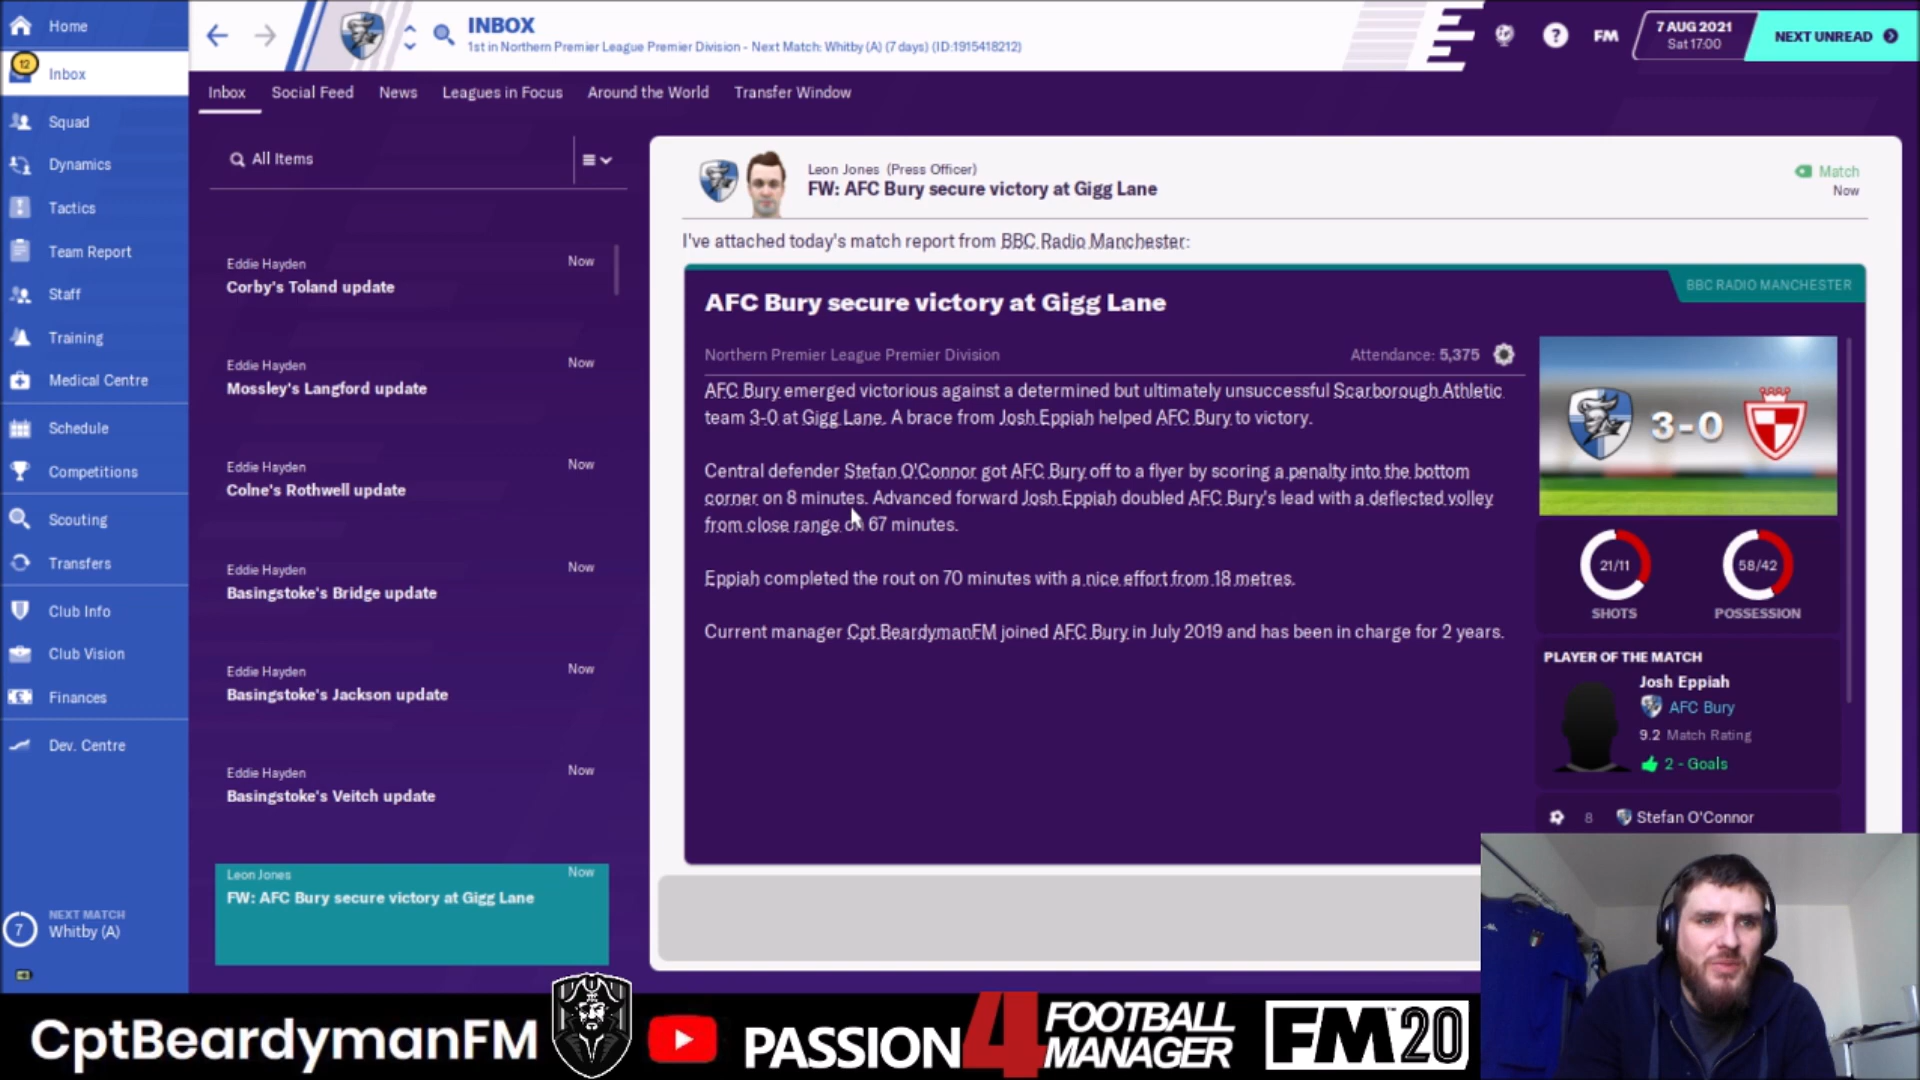 Home
12
Inbox
Squad
Dynamics
Tactics
Team Report
Staff
Training
Medical Centre
Schedule
Competitions
Scouting
Transfers
Club Info
Club Vision
Finances
Dev. Centre
NEXT MATCH
7
Whitby (A)
INBOX
1st in Northern Premier League Premier Division - Next Match: Whitby (A) (7 days) (ID:1915418212)
?
FM
7 AUG 2021
Sat 17:00
NEXT UNREAD
Inbox Social Feed News Leagues in Focus Around the World Transfer Window
All Items
Eddie Hayden Now
Corby's Toland update
Eddie Hayden Now
Mossley's Langford update
Eddie Hayden Now
Colne's Rothwell update
Eddie Hayden Now
Basingstoke's Bridge update
Eddie Hayden Now
Basingstoke's Jackson update
Eddie Hayden Now
Basingstoke's Veitch update
Leon Jones Now
FW: AFC Bury secure victory at Gigg Lane
Leon Jones (Press Officer)
FW: AFC Bury secure victory at Gigg Lane
Match
Now
I've attached today's match report from BBC Radio Manchester:
BBC RADIO MANCHESTER
AFC Bury secure victory at Gigg Lane
Northern Premier League Premier Division Attendance: 5,375
AFC Bury emerged victorious against a determined but ultimately unsuccessful Scarborough Athletic
team 3-0 at Gigg Lane. A brace from Josh Eppiah helped AFC Bury to victory.
Central defender Stefan O'Connor got AFC Bury off to a flyer by scoring a penalty into the bottom
corner on 8 minutes. Advanced forward Josh Eppiah doubled AFC Bury's lead with a deflected volley
from close range on 67 minutes.
Eppiah completed the rout on 70 minutes with a nice effort from 18 metres.
Current manager Cpt BeardymanFM joined AFC Bury in July 2019 and has been in charge for 2 years.
3-0
21/11
SHOTS
58/42
POSSESSION
PLAYER OF THE MATCH
Josh Eppiah
AFC Bury
9.2 Match Rating
2 - Goals
8 Stefan O'Connor
CptBeardymanFM
PASSION4 FOOTBALL MANAGER
FM20